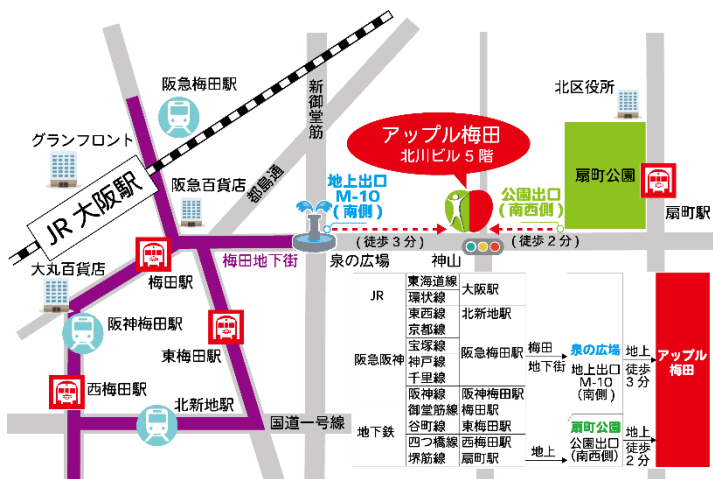 阪急梅田駅
新御堂筋
北区役所
グランフロント
アップル梅田
北川ビル5階
JR 大阪駅
阪急百貨店
都島通
地上出口
M-10
(南側)
公園出口
(南西側)
扇町公園
扇町駅
(徒歩3分)
(徒歩2分)
梅田地下街
泉の広場
神山
大丸百貨店
梅田駅
阪神梅田駅
東梅田駅
西梅田駅
北新地駅
国道一号線
JR
東海道線
環状線
大阪駅
東西線
北新地駅
阪急阪神
京都線
宝塚線
神戸線
千里線
阪急梅田駅
阪神線
阪神梅田駅
地下鉄
御堂筋線
梅田駅
谷町線
東梅田駅
四つ橋線
西梅田駅
堺筋線
扇町駅
梅田
地下街
地上
泉の広場
地上出口
M-10
(南側)
扇町公園
公園出口
(南西側)
地上
徒歩
3分
地上
徒歩
2分
アップル
梅田